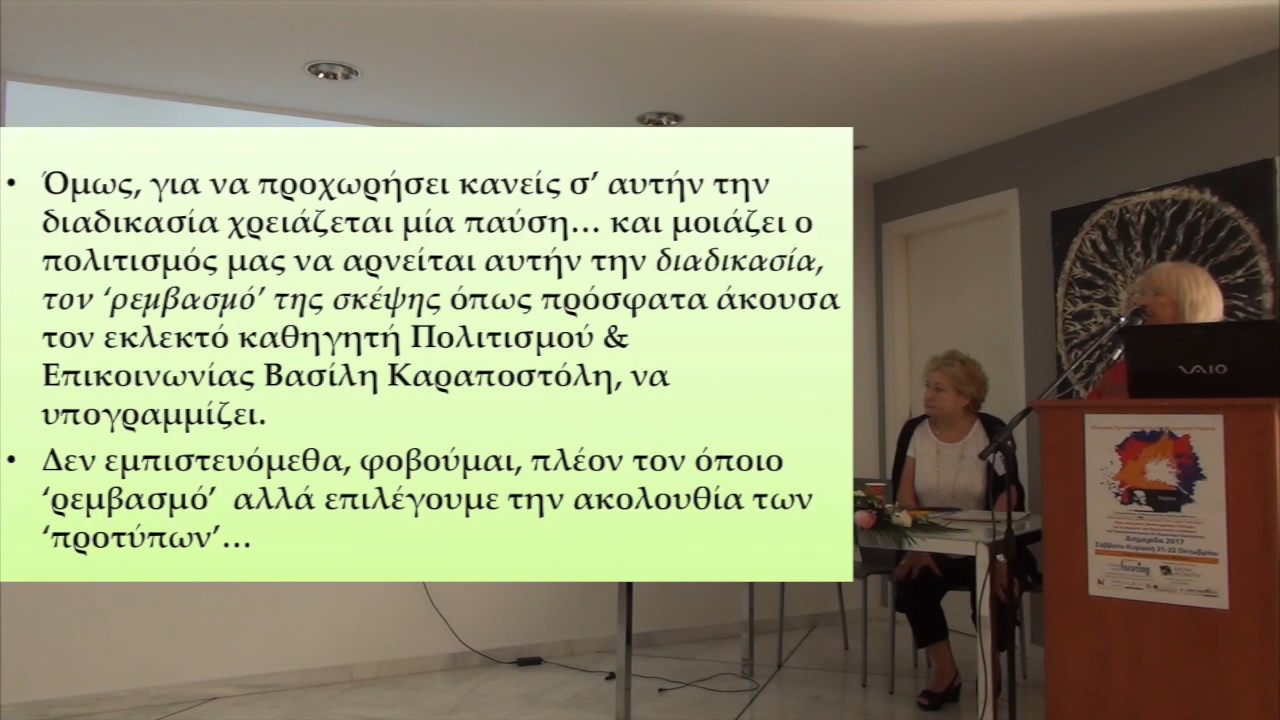 • Όμως, για να προχωρήσει κανείς σ’ αυτήν την
διαδικασία χρειάζεται μία παύση… και μοιάζει ο
πολιτισμός μας να αρνείται αυτήν την διαδικασία,
τον ‘ρεμβασμό’ της σκέψης όπως πρόσφατα άκουσα
τον εκλεκτό καθηγητή Πολιτισμού &
Επικοινωνίας Βασίλη Καραποστόλη, να
υπογραμμίζει.
• Δεν εμπιστευόμεθα, φοβούμαι, πλέον τον όποιο
‘ρεμβασμό’ αλλά επιλέγουμε την ακολουθία των
‘προτύπων’…
VAIO
Διημερίδα 2017
Σάββατο-Κυριακή 21-22 Οκτωβρίου
focusing